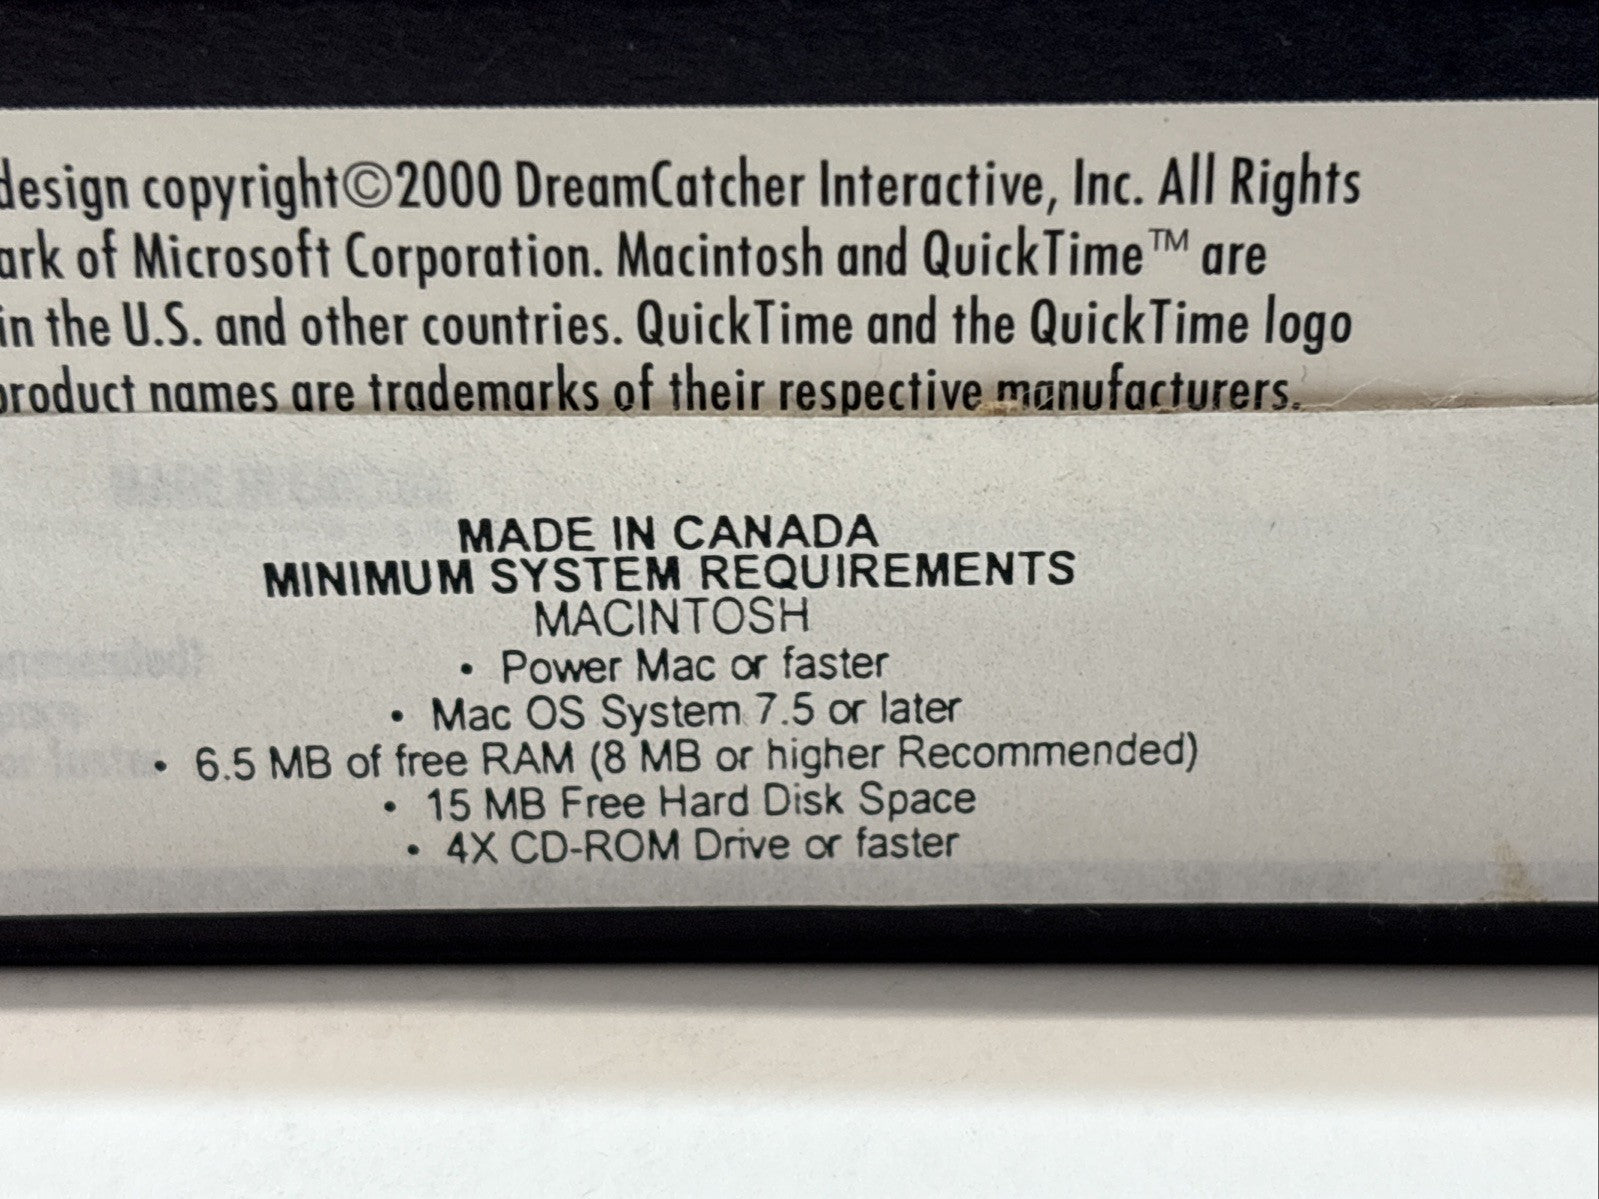 design copyright©2000 DreamCatcher Interactive, Inc. All Rights
ark of Microsoft Corporation. Macintosh and QuickTime™ are
in the U.S. and other countries. QuickTime and the QuickTime logo
product names are trademarks of their respective manufacturers.
MADE IN CANADA
MINIMUM SYSTEM REQUIREMENTS
MACINTOSH
• Power Mac or faster
• Mac OS System 7.5 or later
• 6.5 MB of free RAM (8 MB or higher Recommended)
• 15 MB Free Hard Disk Space
• 4X CD-ROM Drive or faster